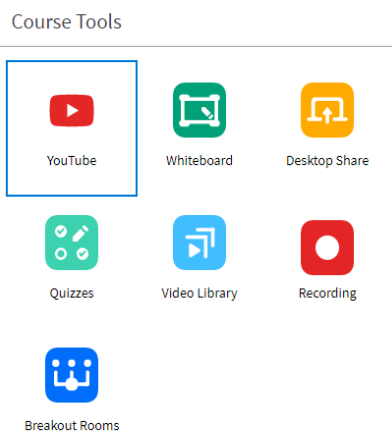 Course Tools
YouTube
Whiteboard
Desktop Share
Quizzes
Video Library
Recording
Breakout Rooms